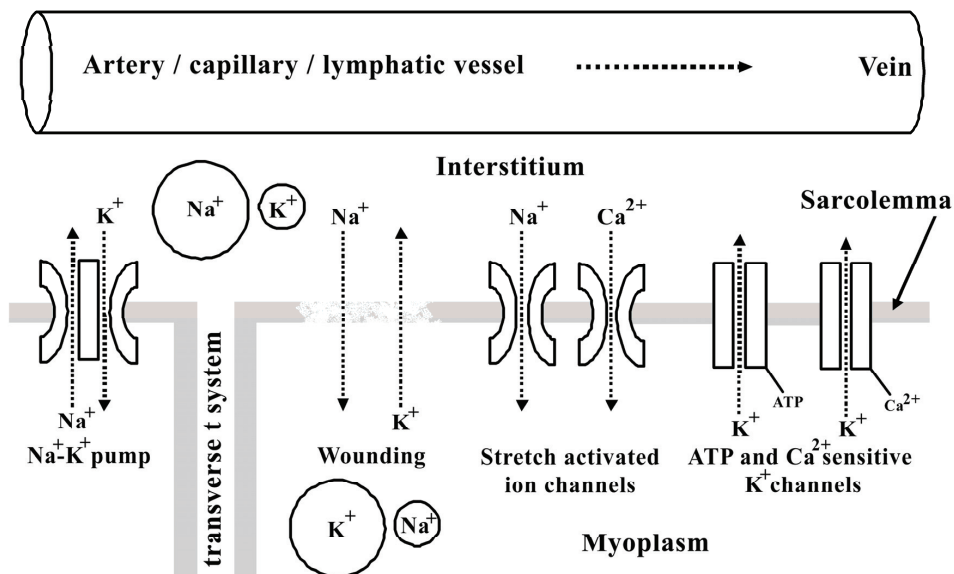 Artery / capillary / lymphatic vessel
Vein
Interstitium
Sarcolemma
K⁺
Na⁺
K⁺
Na⁺
Na⁺
Ca²⁺
Na⁺
Na⁺-K⁺pump
transverse t system
K⁺
Wounding
Stretch activated
ion channels
ATP
K⁺
Ca²⁺
K⁺
ATP and Ca²⁺sensitive
K⁺channels
K⁺
Na⁺
Myoplasm